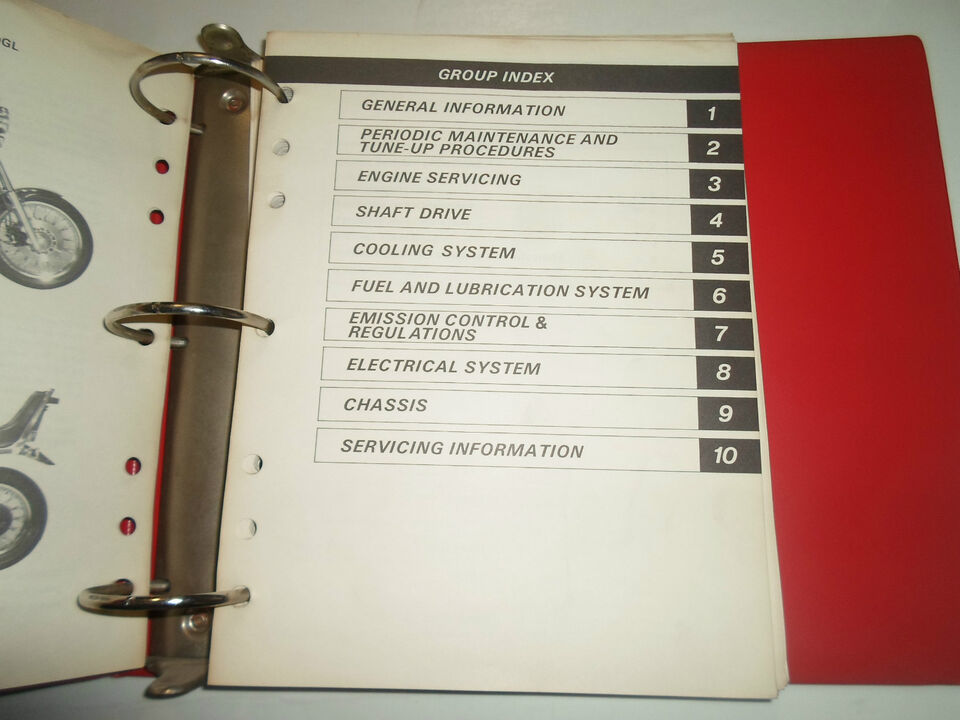 GL
GROUP INDEX
GENERAL INFORMATION 1
PERIODIC MAINTENANCE AND
TUNE-UP PROCEDURES 2
ENGINE SERVICING 3
SHAFT DRIVE 4
COOLING SYSTEM 5
FUEL AND LUBRICATION SYSTEM 6
EMISSION CONTROL &
REGULATIONS 7
ELECTRICAL SYSTEM 8
CHASSIS 9
SERVICING INFORMATION 10